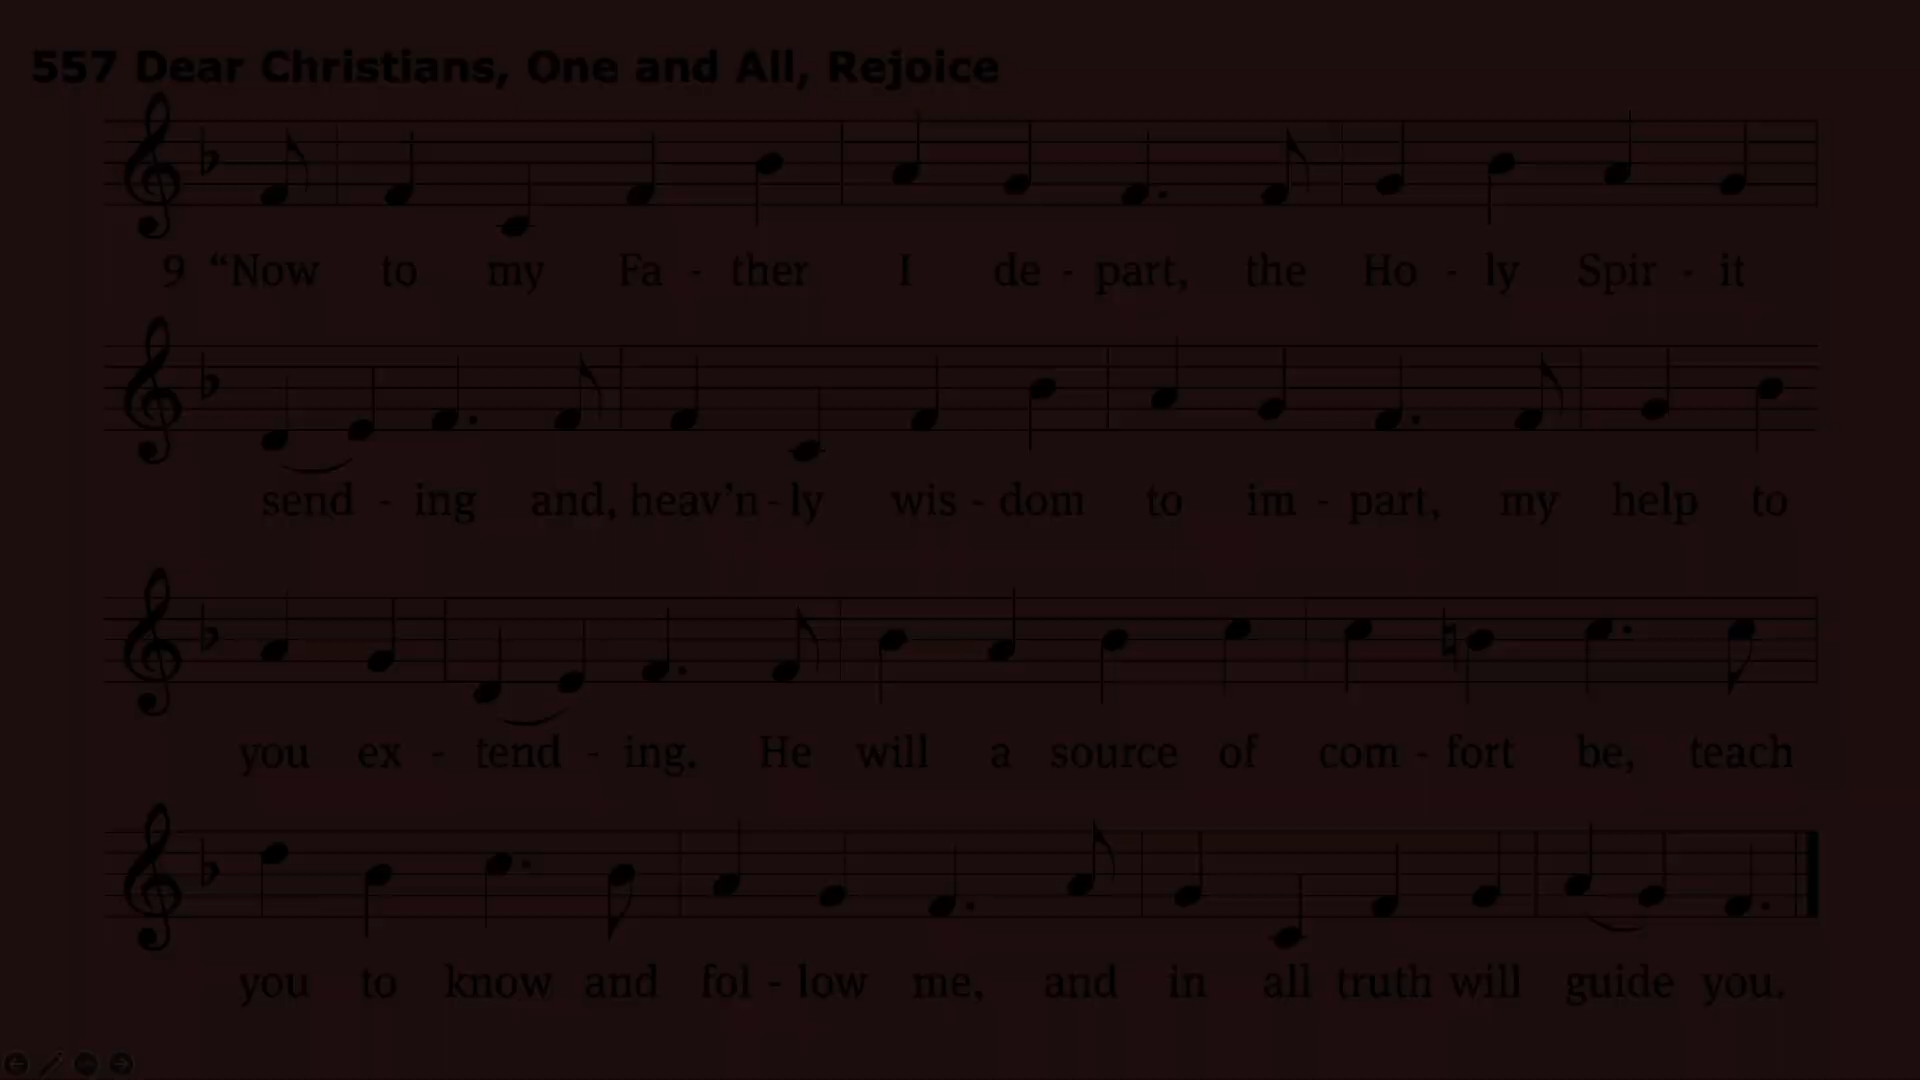 557 Dear Christians, One and All, Rejoice
9 “Now to my Fa - ther I de - part, the Ho - ly Spir - it
send - ing and, heav’n - ly wis - dom to im - part, my help to
you ex - tend - ing. He will a source of com - fort be, teach
you to know and fol - low me, and in all truth will guide you.